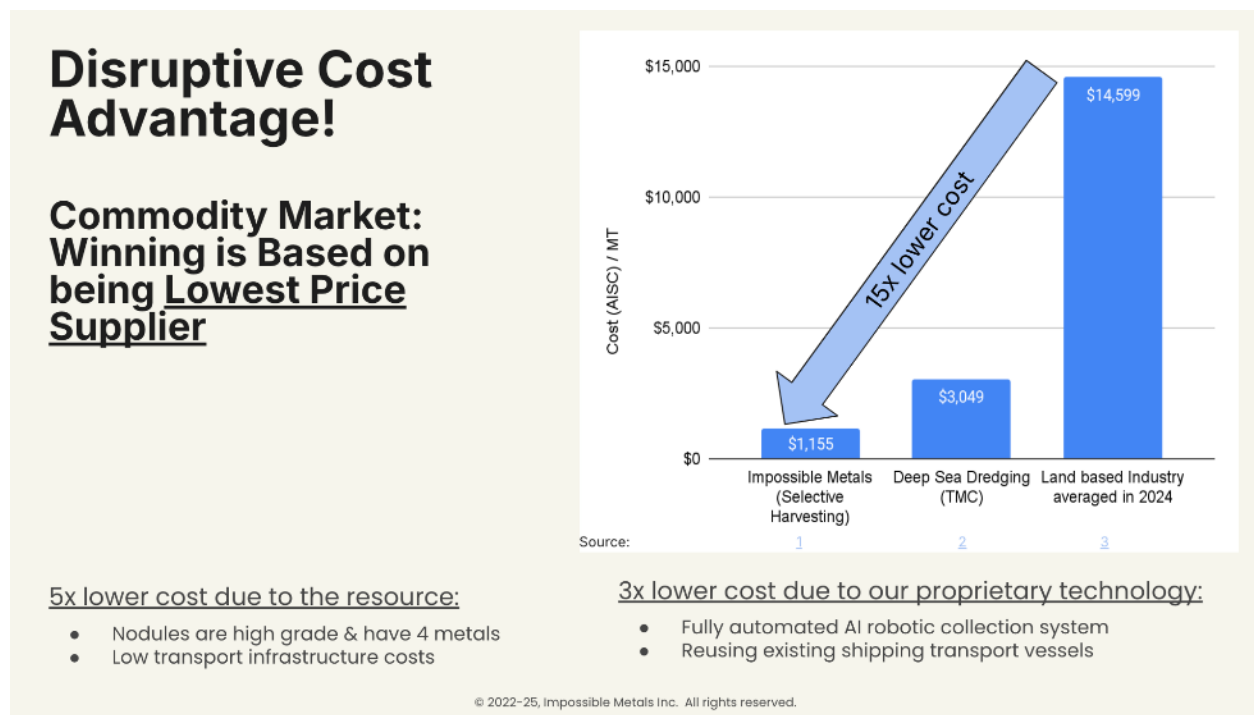 Disruptive Cost
Advantage!
Commodity Market:
Winning is Based on
being Lowest Price
Supplier
$15,000
$10,000
$5,000
$0
Cost (AISC) / MT
15x lower cost
$1,155
$3,049
$14,599
Impossible Metals
(Selective
Harvesting)
Deep Sea Dredging
(TMC)
Land based Industry
averaged in 2024
Source: 1 2 3
5x lower cost due to the resource:
● Nodules are high grade & have 4 metals
● Low transport infrastructure costs
3x lower cost due to our proprietary technology:
● Fully automated AI robotic collection system
● Reusing existing shipping transport vessels
© 2022-25, Impossible Metals Inc. All rights reserved.